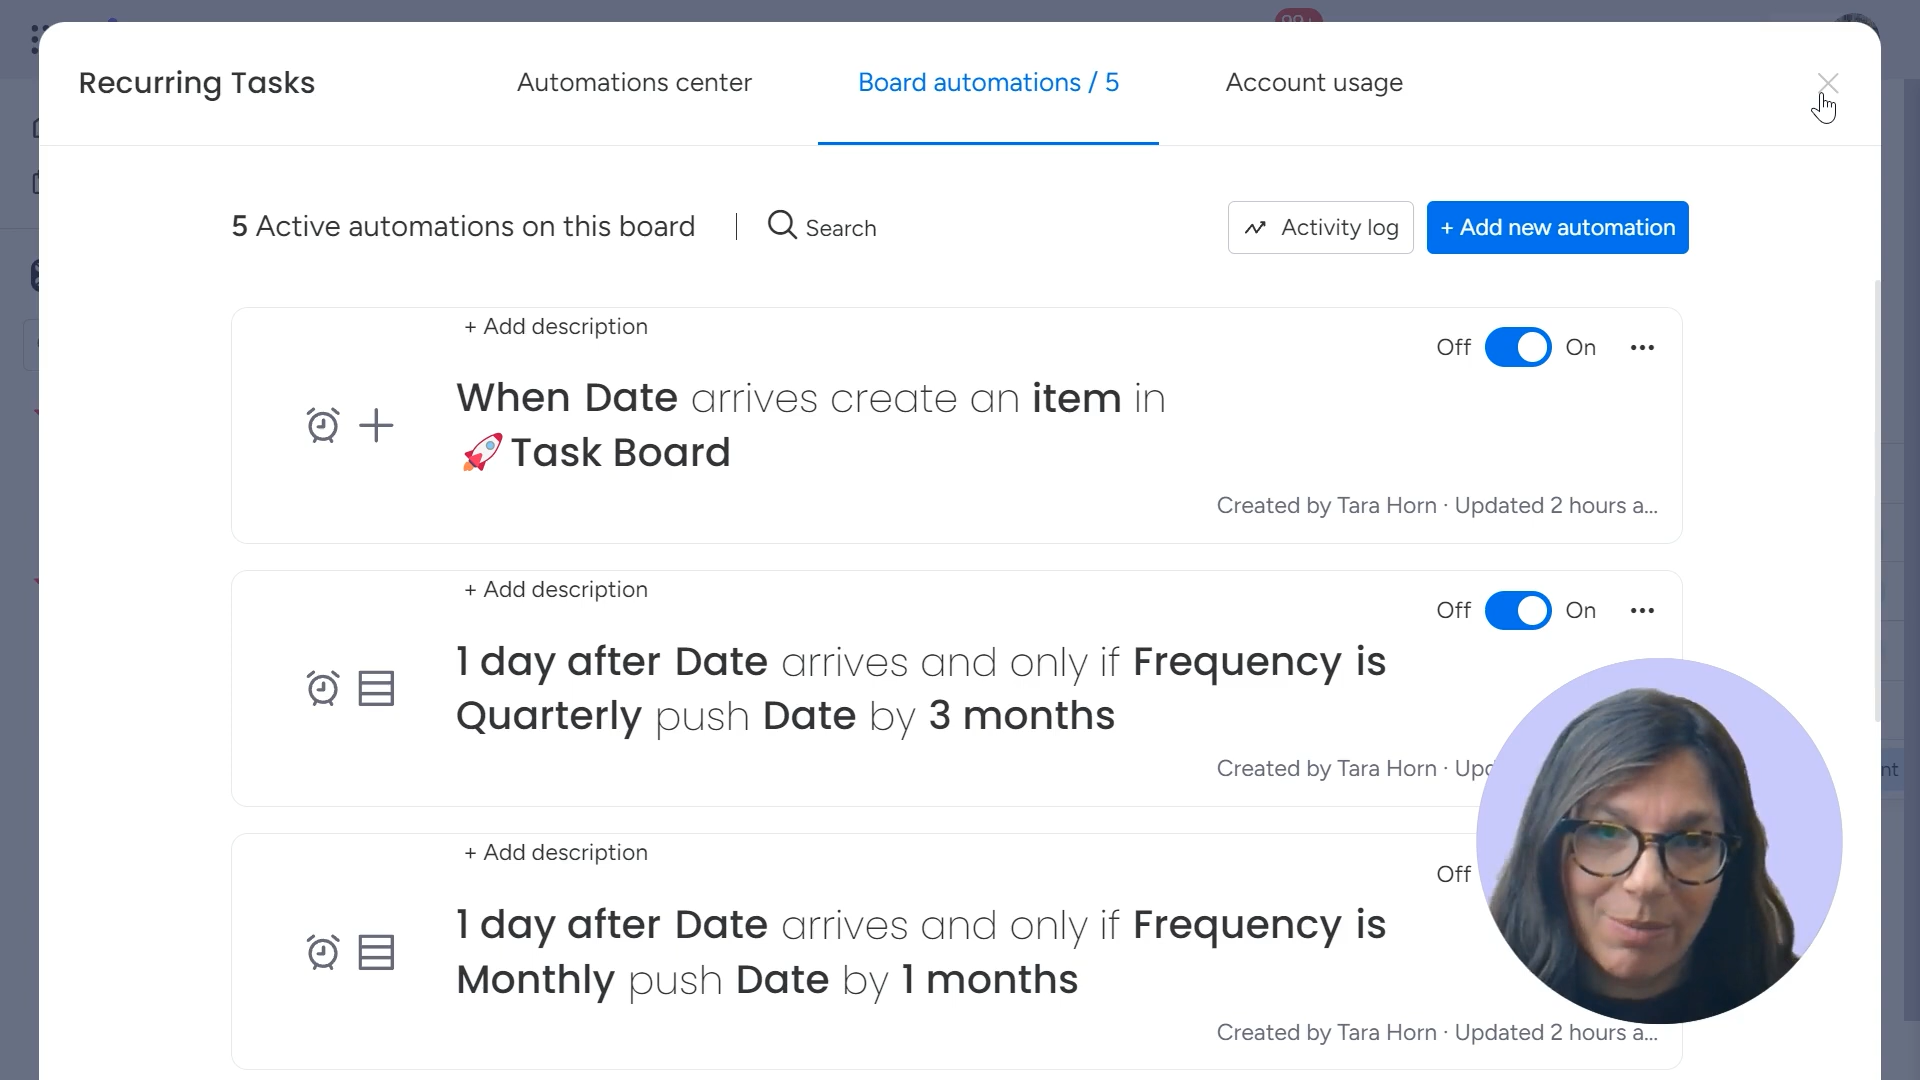 99+
Recurring Tasks
Automations center
Board automations / 5
Account usage
5 Active automations on this board
Search
Activity log
+ Add new automation
+ Add description
Off
On
When Date arrives create an item in
🚀 Task Board
Created by Tara Horn · Updated 2 hours a...
+ Add description
Off
On
1 day after Date arrives and only if Frequency is
Quarterly push Date by 3 months
Created by Tara Horn ·
+ Add description
Off
1 day after Date arrives and only if Frequency is
Monthly push Date by 1 months
Created by Tara Horn · Updated 2 hours a...